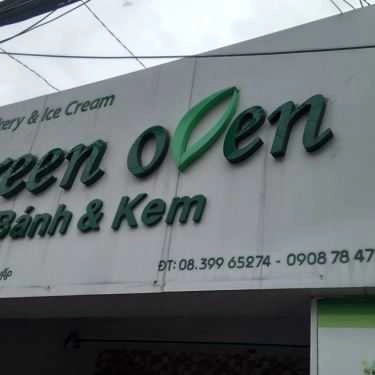 ery & Ice Cream
reen oven
Bánh & Kem
ĐT: 08.399 65274 - 0908 78 47